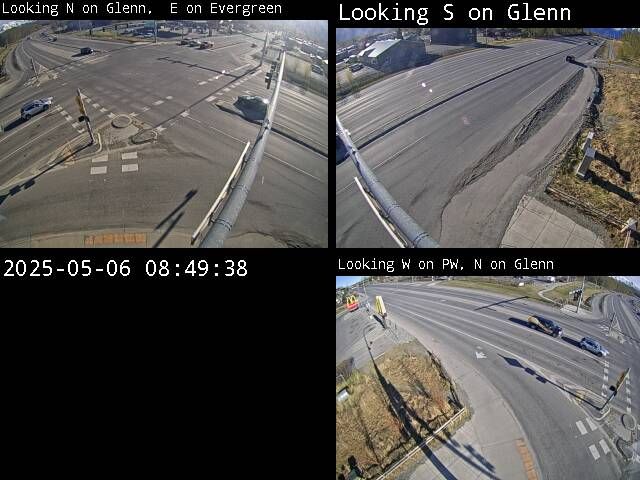 Looking N on Glenn,  E on Evergreen
Looking S on Glenn
2025-05-06 08:49:38
Looking W on PW, N on Glenn